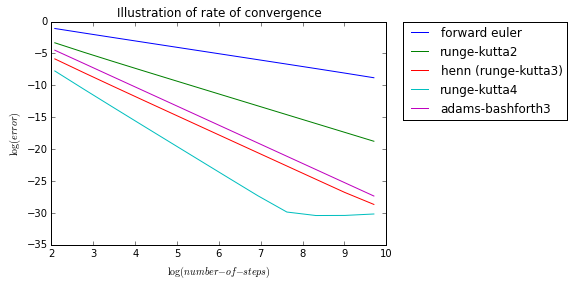 Illustration of rate of convergence
0
−5
−10
−15
−20
−25
−30
−35
log(error)
2 3 4 5 6 7 8 9 10
log(number−of−steps)
forward euler
runge-kutta2
henn (runge-kutta3)
runge-kutta4
adams-bashforth3